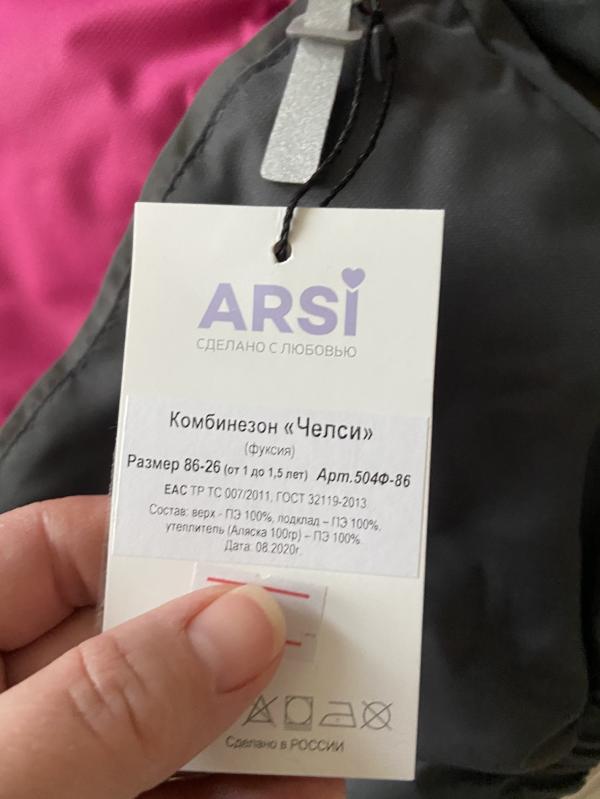 ARSi
СДЕЛАНО С ЛЮБОВЬЮ
Комбинезон «Челси»
(фуксия)
Размер 86-26 (от 1 до 1,5 лет) Арт.504Ф-86
ЕАС ТР ТС 007/2011, ГОСТ 32119-2013
Состав: верх - ПЭ 100%, подклад – ПЭ 100%,
утеплитель (Аляска 100гр) – ПЭ 100%
Дата: 08.2020г.
Сделано в РОССИИ